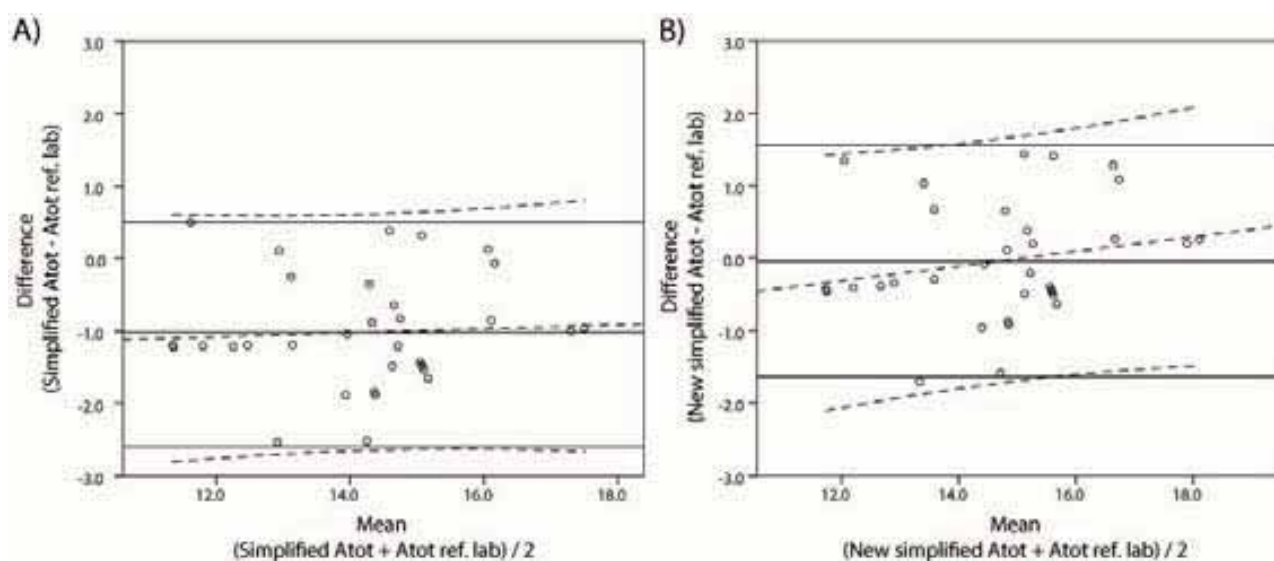 A)
3.0
2.0
1.0
0.0
-1.0
-2.0
-3.0
Difference
(Simplified Atot - Atot ref. lab)
12.0 14.0 16.0 18.0
Mean
(Simplified Atot + Atot ref. lab) / 2
B)
3.0
2.0
1.0
0.0
-1.0
-2.0
-3.0
Difference
(New simplified Atot - Atot ref. lab)
12.0 14.0 16.0 18.0
Mean
(New simplified Atot + Atot ref. lab) / 2